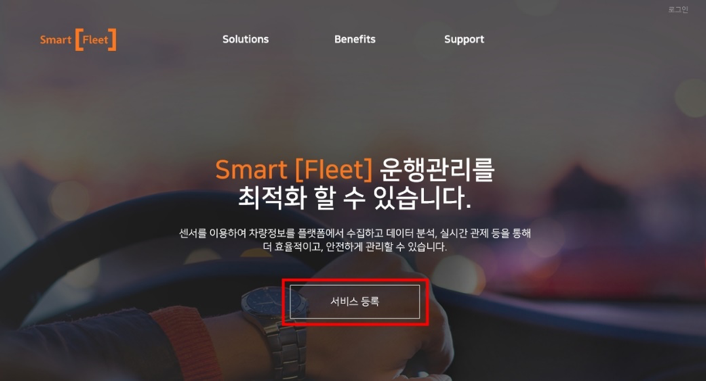 로그인
Smart [Fleet]
Solutions
Benefits
Support
Smart [Fleet] 운행관리를
최적화 할 수 있습니다.
센서를 이용하여 차량정보를 플랫폼에서 수집하고 데이터 분석, 실시간 관제 등을 통해
더 효율적이고, 안전하게 관리할 수 있습니다.
서비스 등록